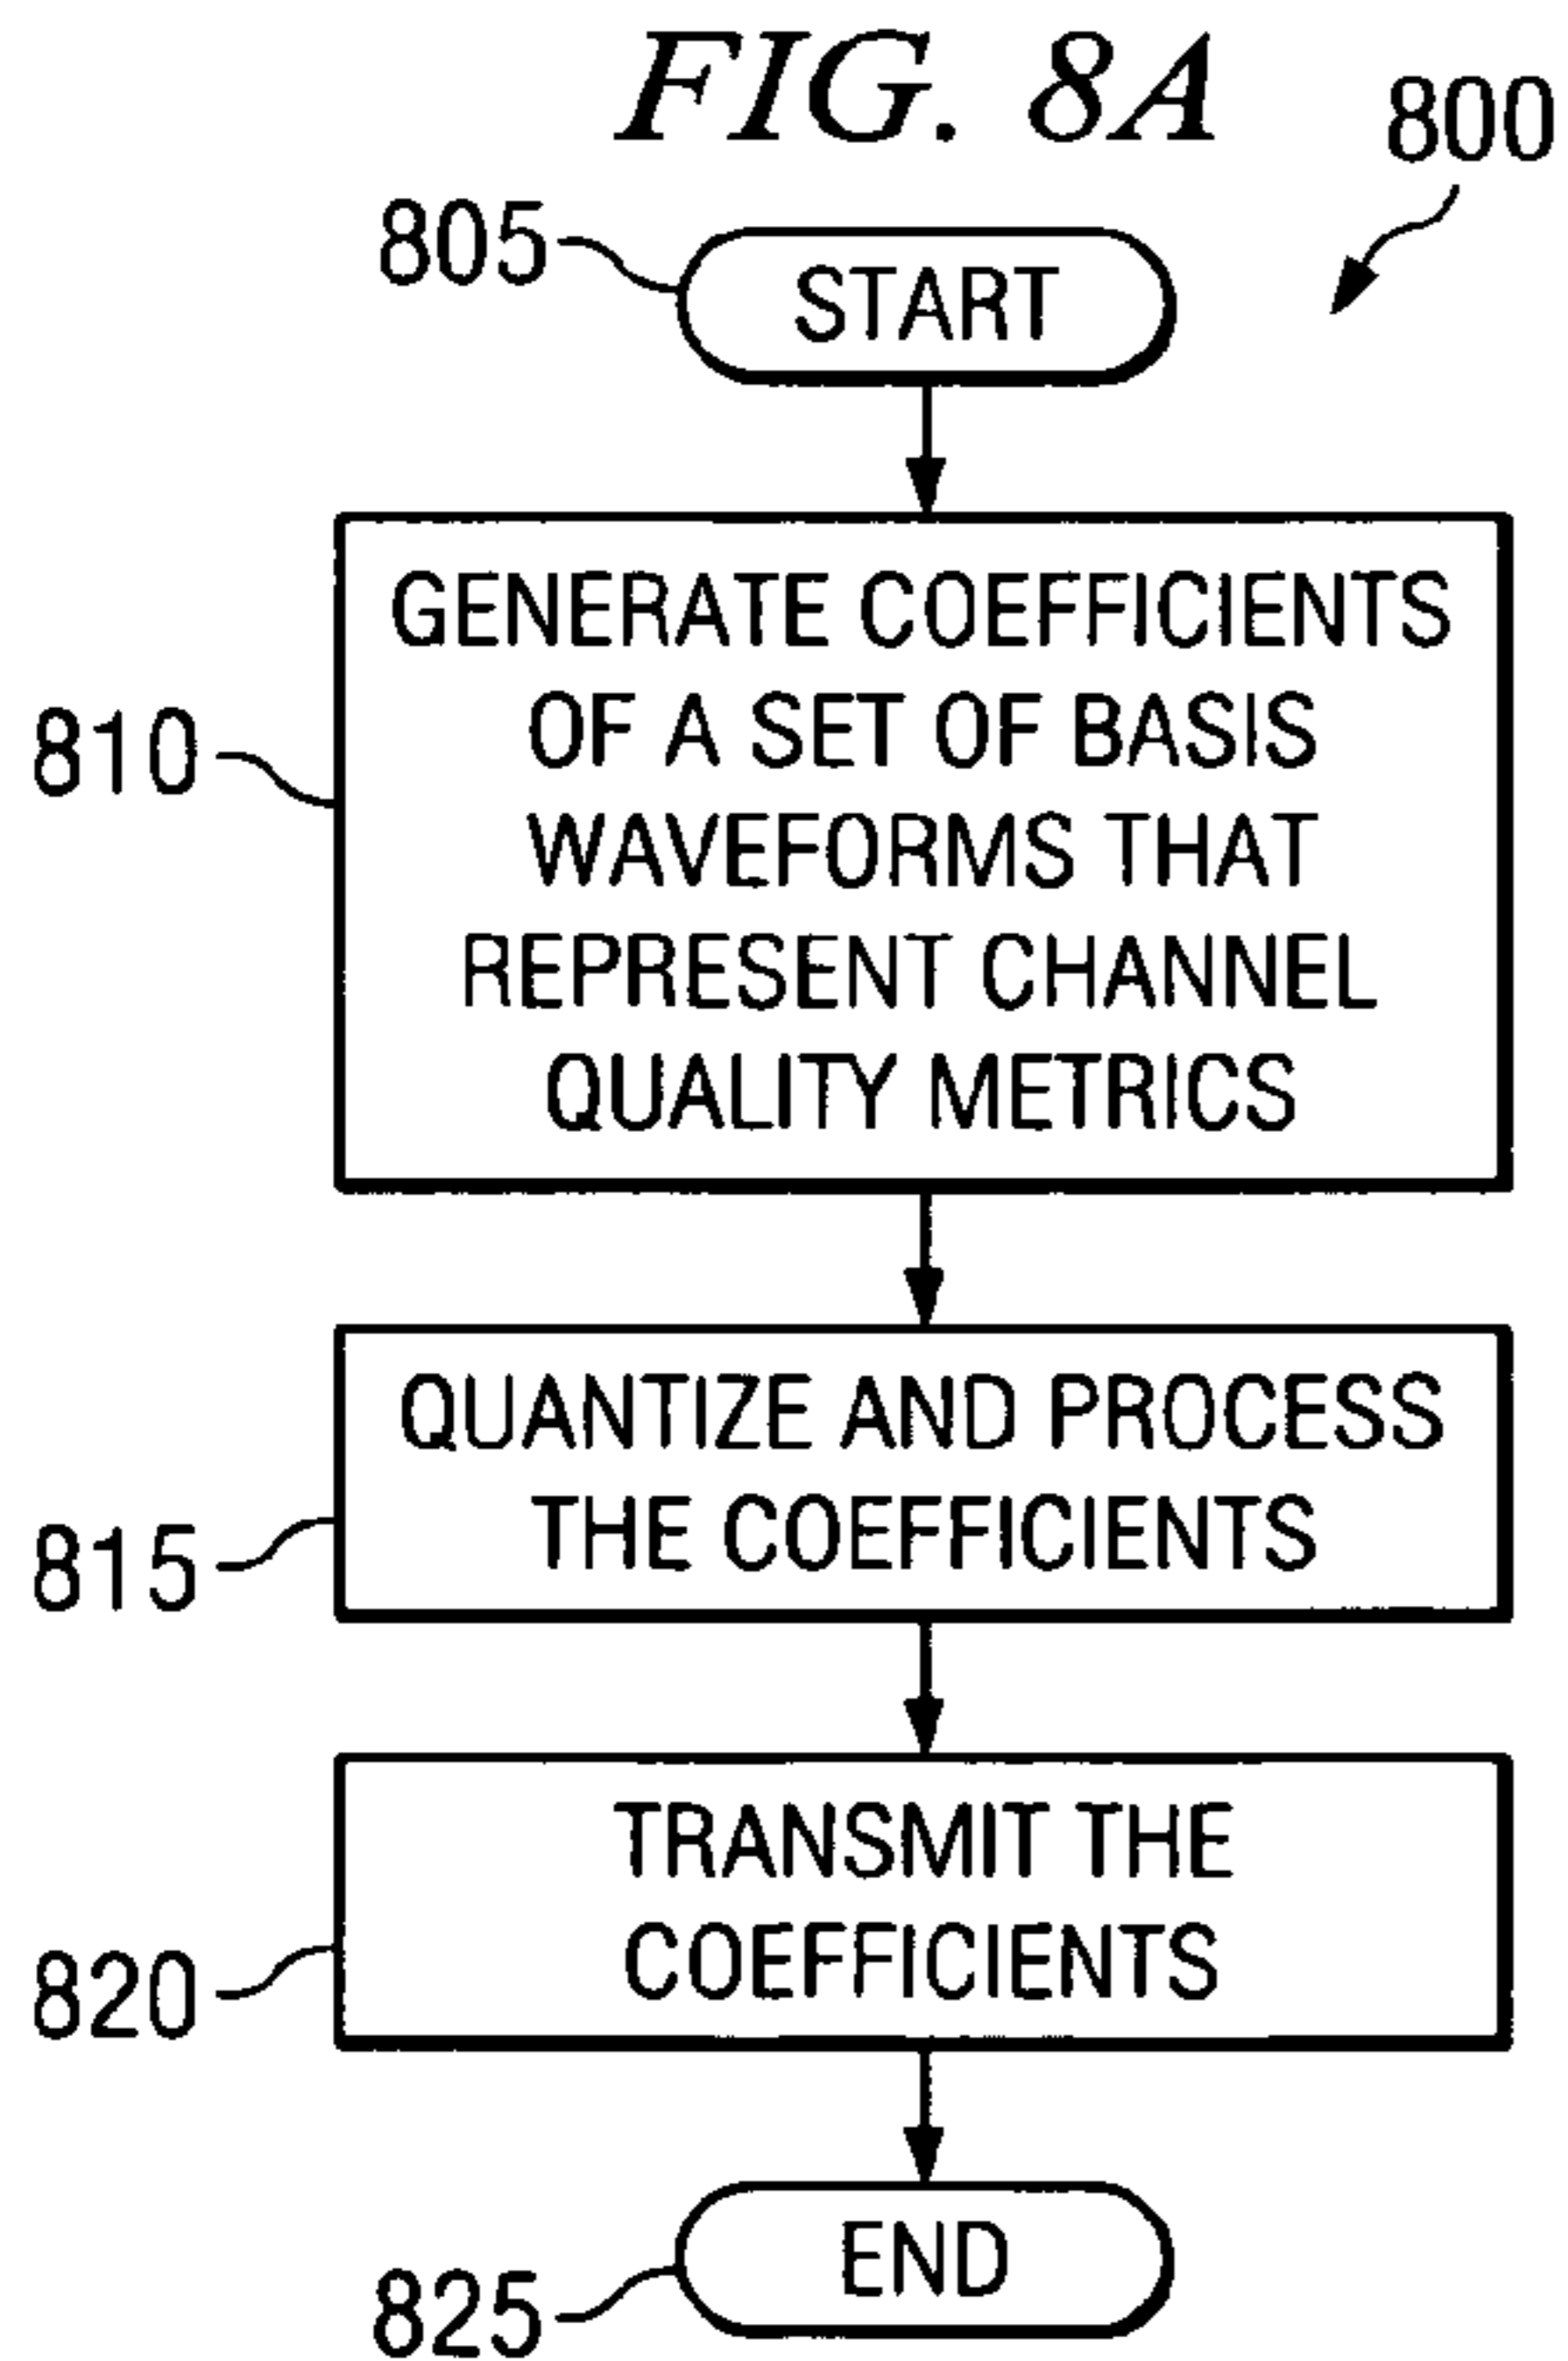 FIG. 8A
800
805
START
810
GENERATE COEFFICIENTS
OF A SET OF BASIS
WAVEFORMS THAT
REPRESENT CHANNEL
QUALITY METRICS
815
QUANTIZE AND PROCESS
THE COEFFICIENTS
820
TRANSMIT THE
COEFFICIENTS
825
END